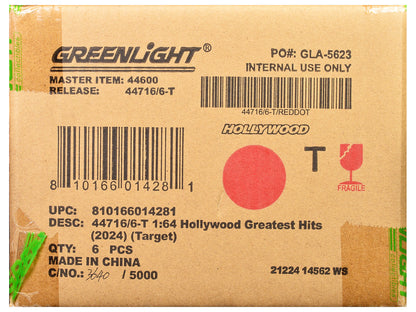 GREENLIGHT®
PO#: GLA-5623
INTERNAL USE ONLY
MASTER ITEM: 44600
RELEASE: 44716/6-T
44716/6-T/REDDOT
HOLLYWOOD
T
FRAGILE
8 10166 01428 1
UPC: 810166014281
DESC: 44716/6-T 1:64 Hollywood Greatest Hits
(2024) (Target)
QTY: 6 PCS
MADE IN CHINA
C/NO.: 3640 / 5000
21224 14562 WS